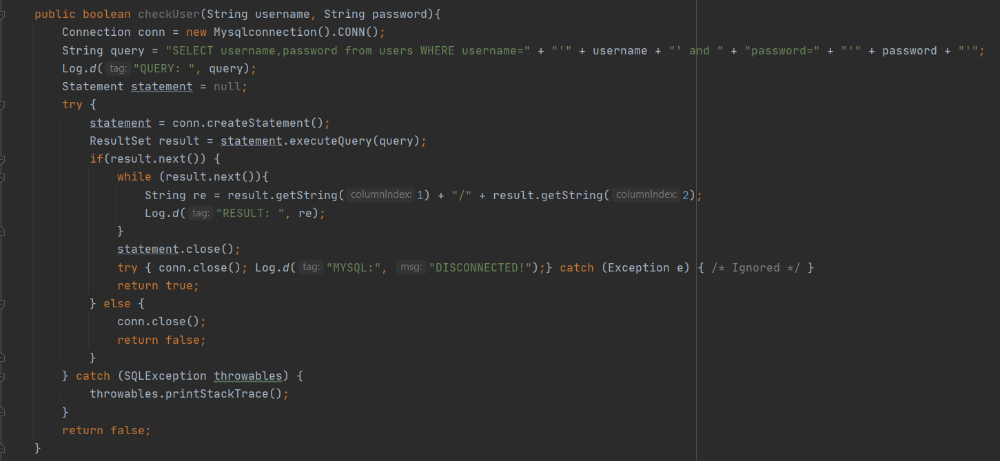 public boolean checkUser(String username, String password){
Connection conn = new Mysqlconnection().CONN();
String query = "SELECT username,password from users WHERE username=" + "'" + username + "' and " + "password=" + "'" + password + "'";
Log.d( tag: "QUERY: ", query);
Statement statement = null;
try {
statement = conn.createStatement();
ResultSet result = statement.executeQuery(query);
if(result.next()) {
while (result.next()){
String re = result.getString( columnIndex: 1) + "/" + result.getString( columnIndex: 2);
Log.d( tag: "RESULT: ", re);
}
statement.close();
try { conn.close(); Log.d( tag: "MYSQL:", msg: "DISCONNECTED!");} catch (Exception e) { /* Ignored */ }
return true;
} else {
conn.close();
return false;
}
} catch (SQLException throwables) {
throwables.printStackTrace();
}
return false;
}